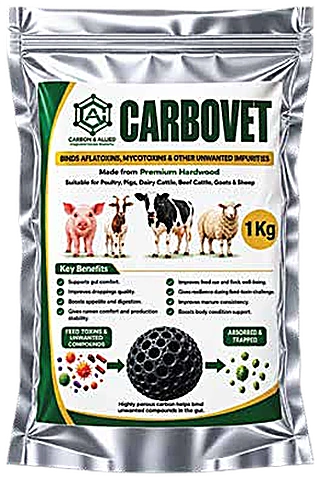 CARBON & ALLIED
CARBOVET
BINDS AFLATOXINS, MYCOTOXINS & OTHER UNWANTED IMPURITIES
Made from Premium Hardwood
Suitable for Poultry, Pigs, Dairy Cattle, Beef Cattle, Goats & Sheep
1 Kg
Key Benefits
Supports gut comfort.
Improves droppings quality.
Boosts appetite and digestion.
Gives rumen comfort and production
stability.
Improves feed use and flock well-being.
Gives resilience during feed-toxin challenge.
Improves manure consistency.
Boosts body condition support.
FEED TOXINS &
UNWANTED
COMPOUNDS
ABSORBED &
TRAPPED
Highly porous carbon helps bind
unwanted compounds in the gut.